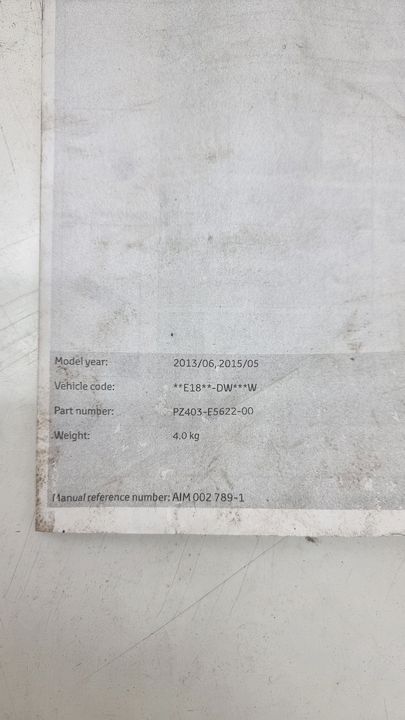 Model year: 2013/06, 2015/05
Vehicle code: **E18**-DW***W
Part number: PZ403-E5622-00
Weight: 4.0 kg
Manual reference number: AIM 002 789-1